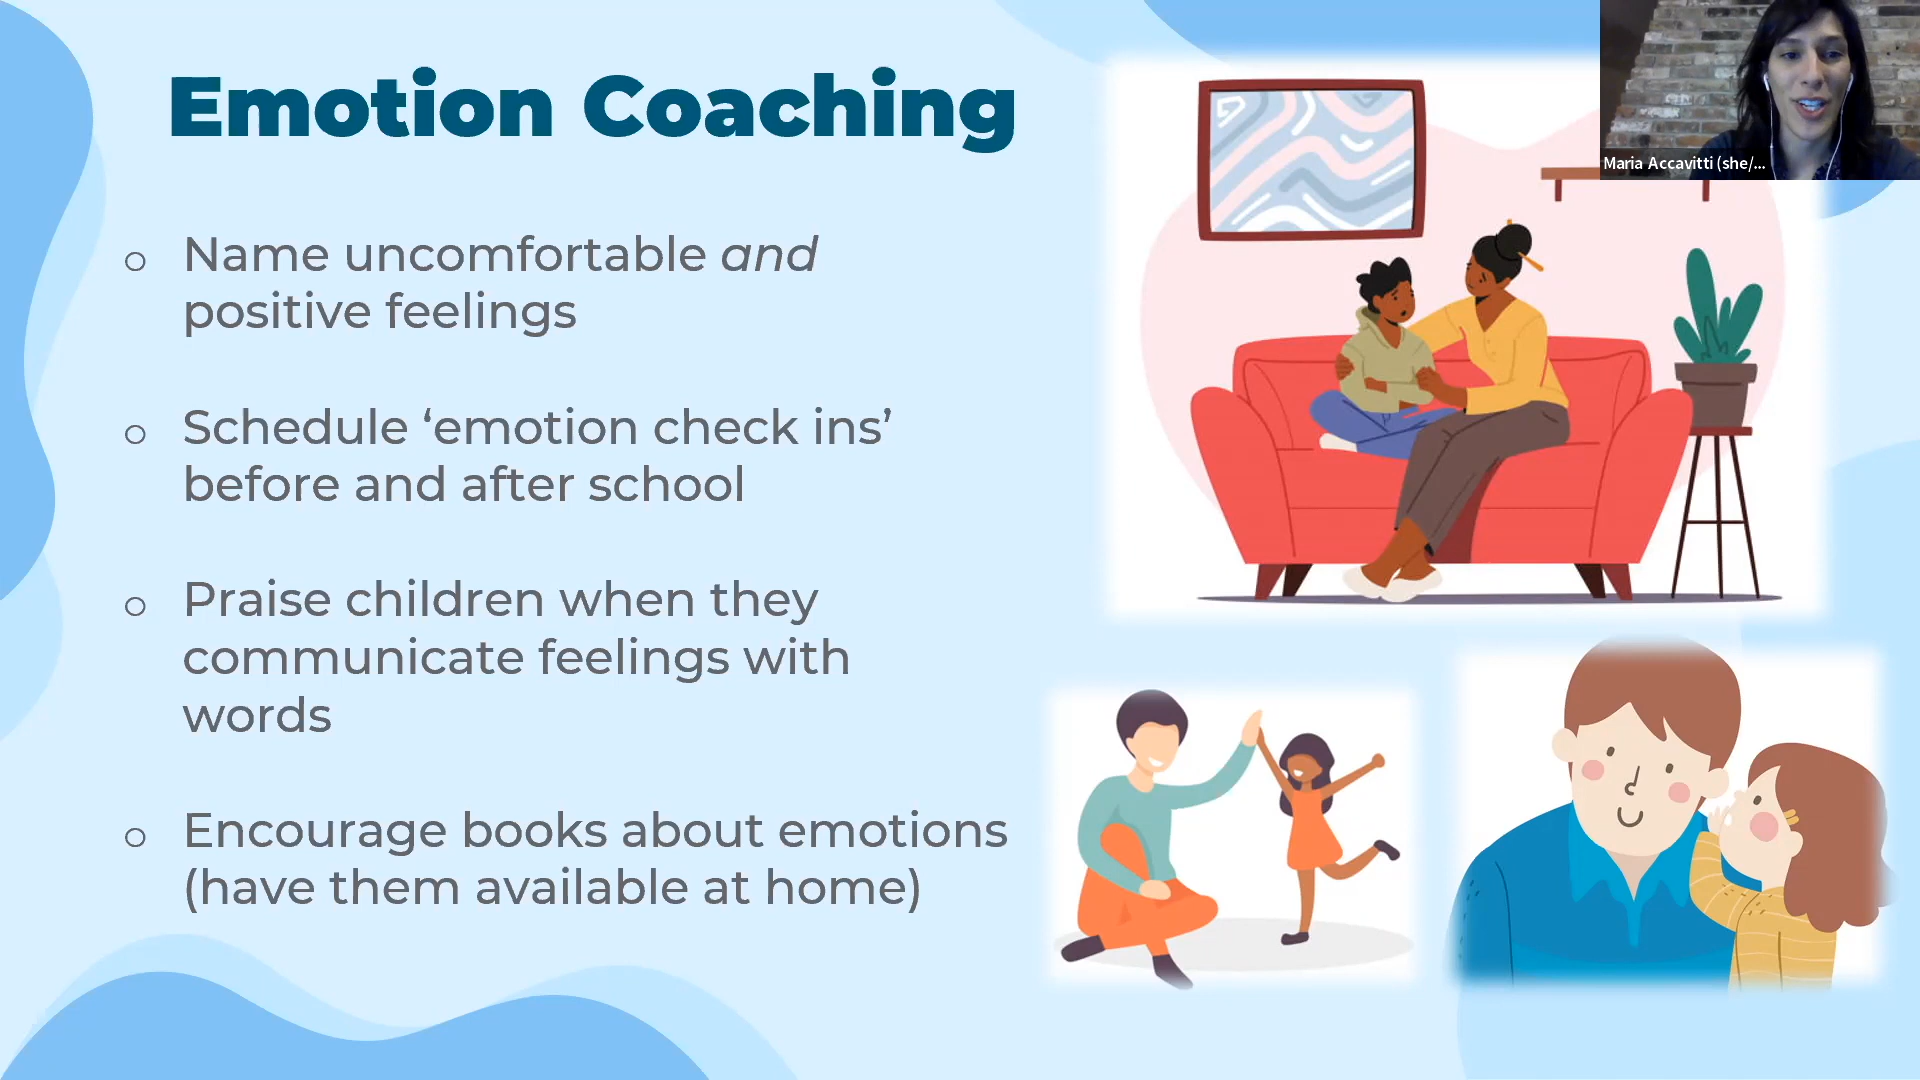 Emotion Coaching
Name uncomfortable and
positive feelings
Schedule ‘emotion check ins’
before and after school
Praise children when they
communicate feelings with
words
Encourage books about emotions
(have them available at home)
Maria Accavitti (she/...